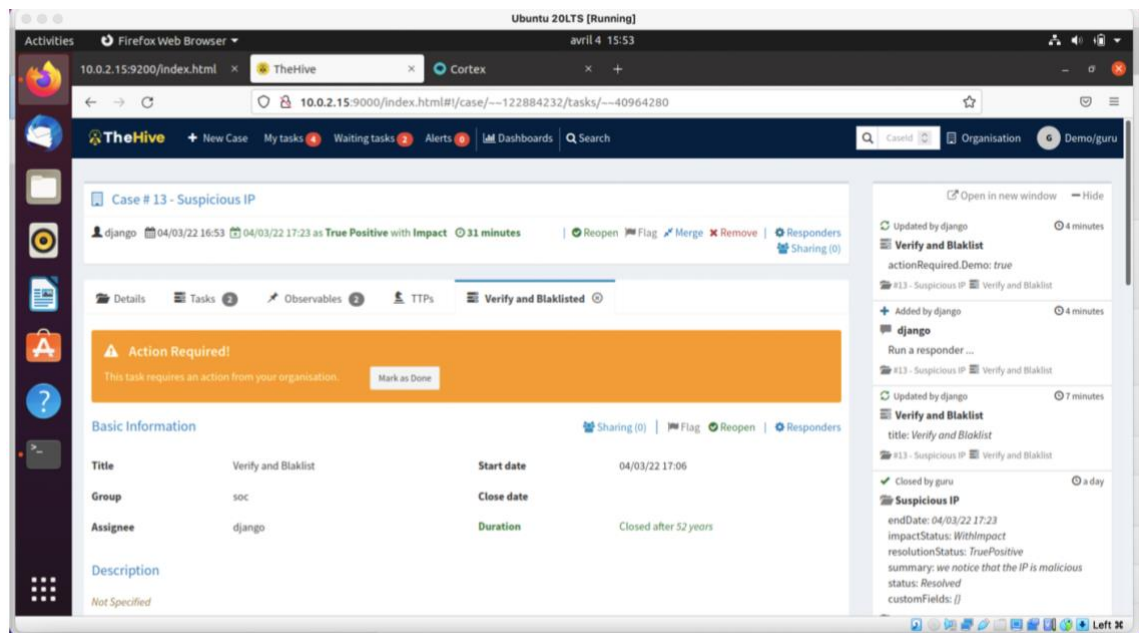 Ubuntu 20LTS [Running]
Activities Firefox Web Browser avril 4 15:53
10.0.2.15:9200/index.html × TheHive × Cortex × +
10.0.2.15:9000/index.html#!/case/~~122884232/tasks/~~40964280
TheHive + New Case My tasks 4 Waiting tasks 2 Alerts 0 Dashboards Search CaseId Organisation G Demo/guru
Case # 13 - Suspicious IP
django 04/03/22 16:53 04/03/22 17:23 as True Positive with Impact 31 minutes | Reopen Flag Merge Remove | Responders
Sharing (0)
Details Tasks 2 Observables 2 TTPs Verify and Blaklisted
Action Required!
This task requires an action from your organisation. Mark as Done
Basic Information Sharing (0) | Flag Reopen | Responders
Title Verify and Blaklist Start date 04/03/22 17:06
Group soc Close date
Assignee django Duration Closed after 52 years
Description
Not Specified
Open in new window Hide
Updated by django 4 minutes
Verify and Blaklist
actionRequired.Demo: true
#13 - Suspicious IP Verify and Blaklist
Added by django 4 minutes
django
Run a responder ...
#13 - Suspicious IP Verify and Blaklist
Updated by django 7 minutes
Verify and Blaklist
title: Verify and Blaklist
#13 - Suspicious IP Verify and Blaklist
Closed by guru a day
Suspicious IP
endDate: 04/03/22 17:23
impactStatus: WithImpact
resolutionStatus: TruePositive
summary: we notice that the IP is malicious
status: Resolved
customFields: {}
Left ⌘